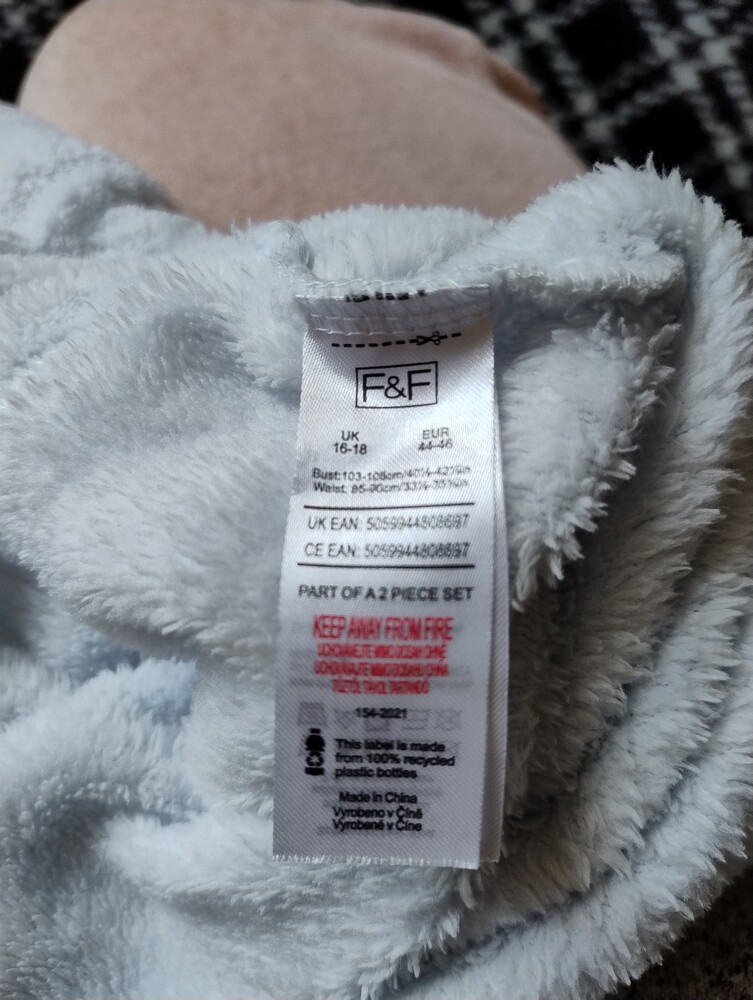 F&F
UK EUR
16-18 44-46
UK EAN: 5059944808697
CE EAN: 5059944808697
PART OF A 2 PIECE SET
KEEP AWAY FROM FIRE
154-2021
This label is made
from 100% recycled
plastic bottles
Made in China
Vyrobeno v Číně
Vyrobené v Číne